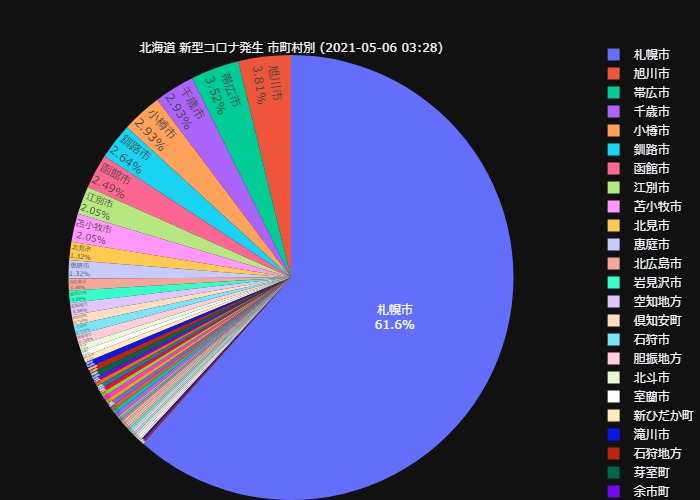 北海道 新型コロナ発生 市町村別 (2021-05-06 03:28)
札幌市
61.6%
旭川市
3.81%
帯広市
3.52%
千歳市
2.93%
小樽市
2.93%
釧路市
2.64%
函館市
2.49%
江別市
2.05%
苫小牧市
2.05%
北見市
1.32%
恵庭市
1.32%
札幌市
旭川市
帯広市
千歳市
小樽市
釧路市
函館市
江別市
苫小牧市
北見市
恵庭市
北広島市
岩見沢市
空知地方
倶知安町
石狩市
胆振地方
北斗市
室蘭市
新ひだか町
滝川市
石狩地方
芽室町
余市町